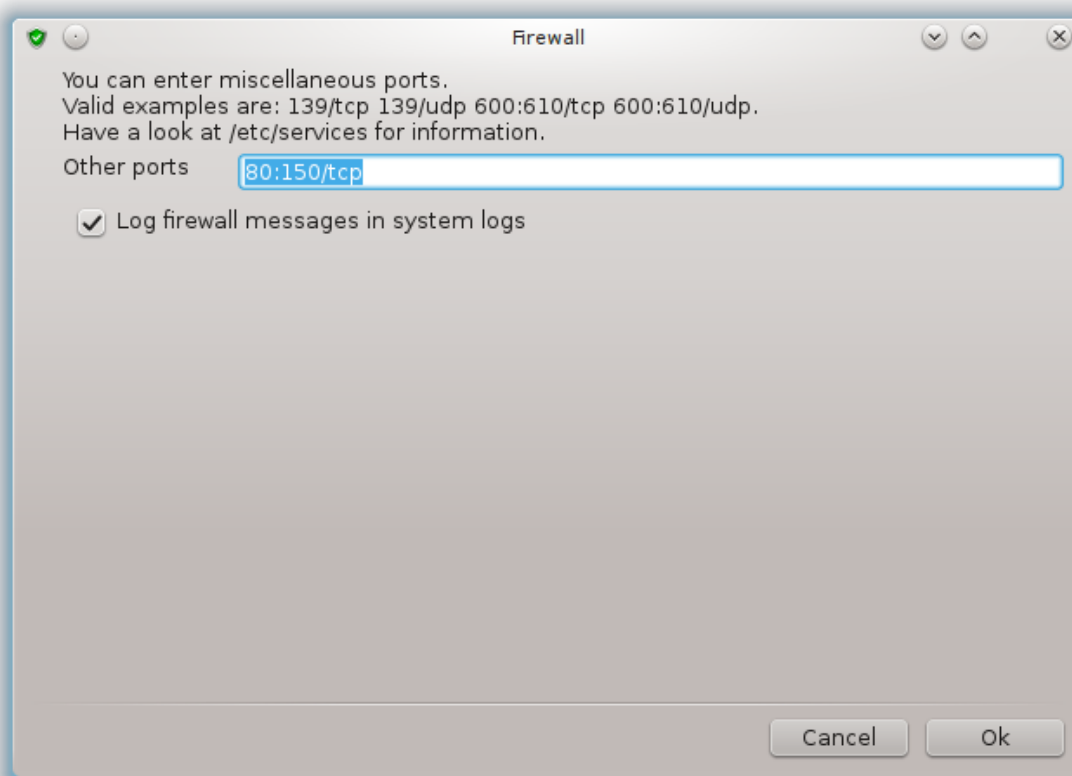 Firewall
You can enter miscellaneous ports.
Valid examples are: 139/tcp 139/udp 600:610/tcp 600:610/udp.
Have a look at /etc/services for information.
Other ports 80:150/tcp
Log firewall messages in system logs
Cancel Ok